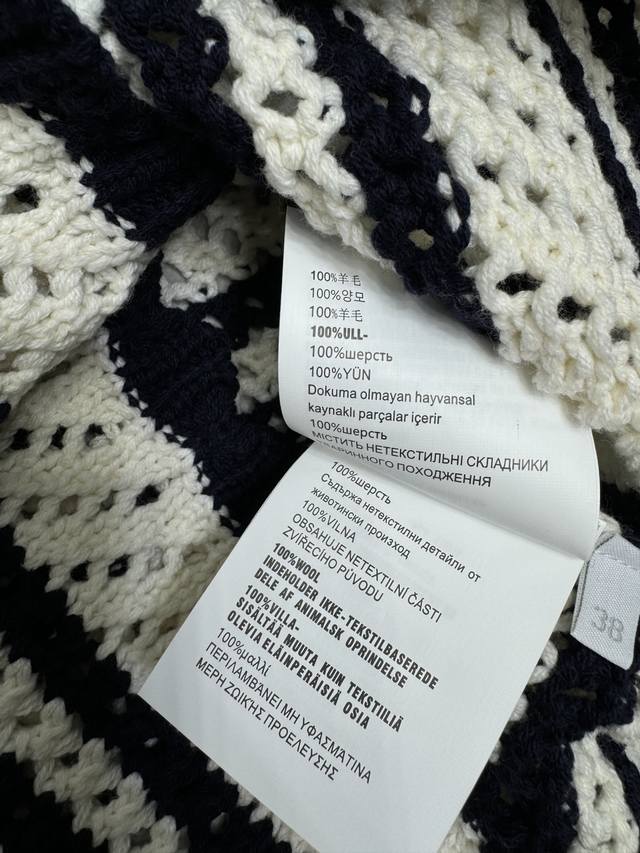 100%羊毛
100%양모
100%羊毛
100%ULL-
100%шерсть
100%YÜN
Dokuma olmayan hayvansal
kaynaklı parçalar içerir
100%шерсть
МІСТИТЬ НЕТЕКСТИЛЬНІ СКЛАДНИКИ
ПОХОДЖЕННЯ
100%шерсть
Съдържа нетекстилни детайли от
животински произход
100%VILNA
OBSAHUJE NETEXTILNÍ ČÁSTI
ZVÍŘECÍHO PŮVODU
100%WOOL
INDEHOLDER IKKE-TEKSTILBASEREDE
DELE AF ANIMALSK OPRINDELSE
100%VILLA-
SISÄLTÄÄ MUUTA KUIN TEKSTIILIÄ
OLEVIA ELÄINPERÄISIÄ OSIA
100%μαλλί
ΠΕΡΙΛΑΜΒΑΝΕΙ ΜΗ ΥΦΑΣΜΑΤΙΝΑ
ΜΕΡΗ ΖΩΙΚΗΣ ΠΡΟΕΛΕΥΣΗΣ
38